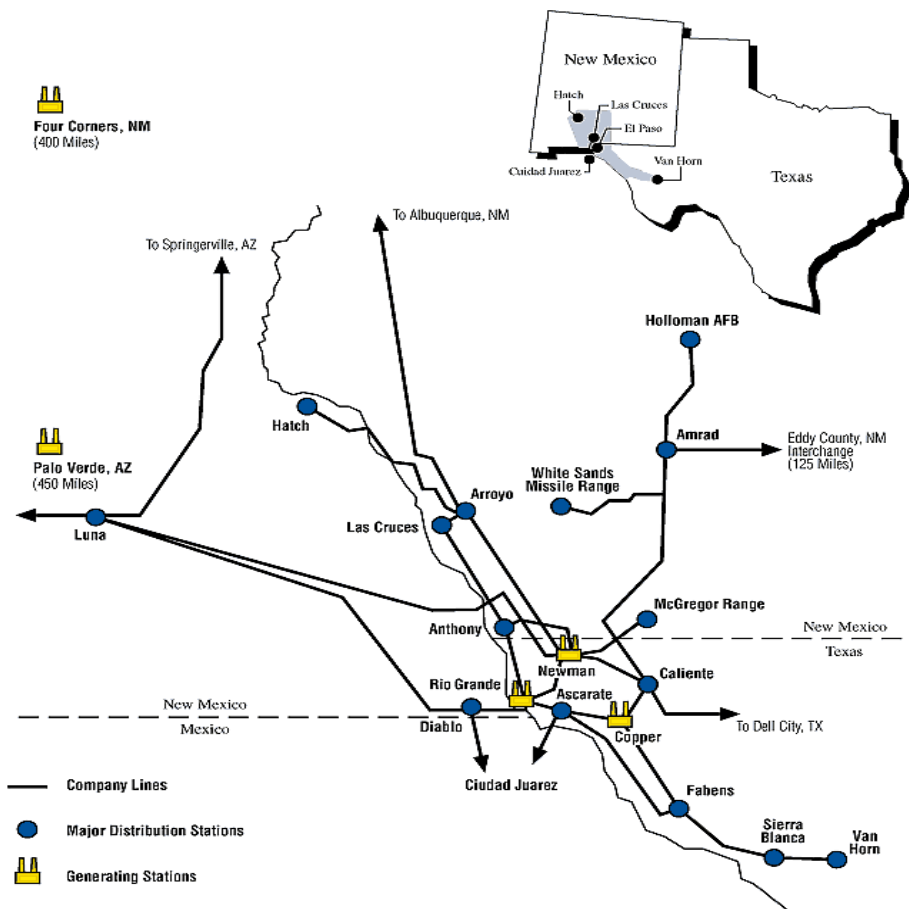 New Mexico
Hatch
Las Cruces
El Paso
Van Horn
Cuidad Juarez
Texas
Four Corners, NM
(400 Miles)
To Albuquerque, NM
To Springerville, AZ
Holloman AFB
Hatch
Amrad
Eddy County, NM
Interchange
(125 Miles)
Palo Verde, AZ
(450 Miles)
White Sands
Missile Range
Arroyo
Las Cruces
Luna
McGregor Range
Anthony
New Mexico
Texas
Newman
Rio Grande
Caliente
Ascarate
New Mexico
Mexico
Diablo
Copper
To Dell City, TX
Ciudad Juarez
Company Lines
Fabens
Major Distribution Stations
Sierra
Blanca
Van
Horn
Generating Stations